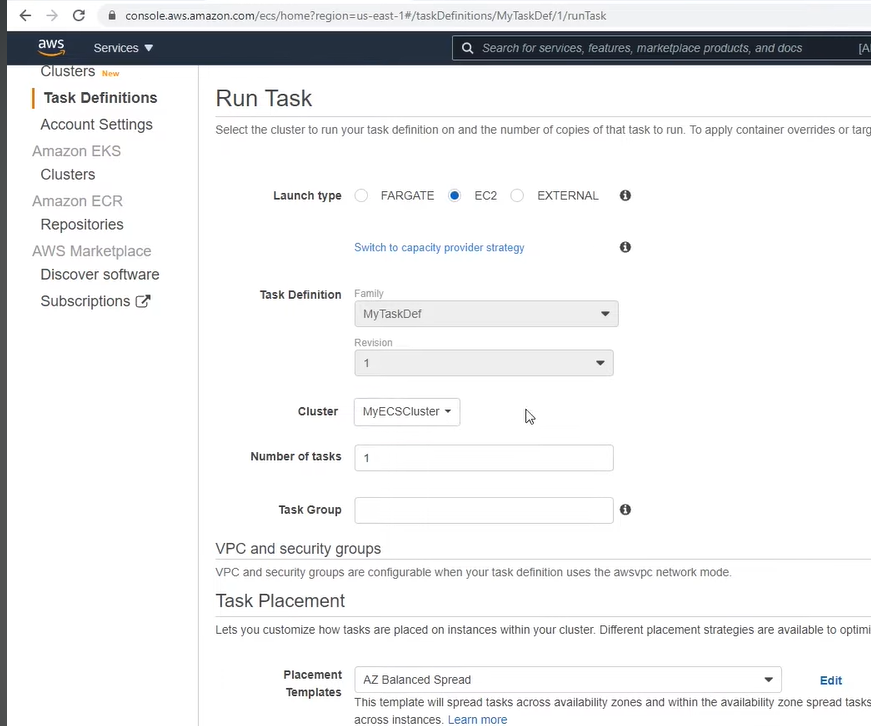 console.aws.amazon.com/ecs/home?region=us-east-1#/taskDefinitions/MyTaskDef/1/runTask
aws
Services
Search for services, features, marketplace products, and docs
[Al
Clusters New
Task Definitions
Account Settings
Amazon EKS
Clusters
Amazon ECR
Repositories
AWS Marketplace
Discover software
Subscriptions
Run Task
Select the cluster to run your task definition on and the number of copies of that task to run. To apply container overrides or targ
Launch type
FARGATE
EC2
EXTERNAL
Switch to capacity provider strategy
Task Definition
Family
MyTaskDef
Revision
1
Cluster
MyECSCluster
Number of tasks
1
Task Group
VPC and security groups
VPC and security groups are configurable when your task definition uses the awsvpc network mode.
Task Placement
Lets you customize how tasks are placed on instances within your cluster. Different placement strategies are available to optimi
Placement
Templates
AZ Balanced Spread
Edit
This template will spread tasks across availability zones and within the availability zone spread tasks
across instances. Learn more